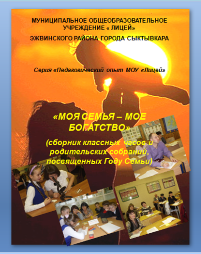 МУНИЦИПАЛЬНОЕ ОБЩЕОБРАЗОВАТЕЛЬНОЕ
УЧРЕЖДЕНИЕ « ЛИЦЕЙ»
ЭЖВИНСКОГО РАЙОНА ГОРОДА СЫКТЫВКАРА
Серия «Педагогический опыт МОУ «Лицей»
«МОЯ СЕМЬЯ – МОЕ
БОГАТСТВО»
(сборник классных часов и
родительских собраний,
посвященных Году Семьи)